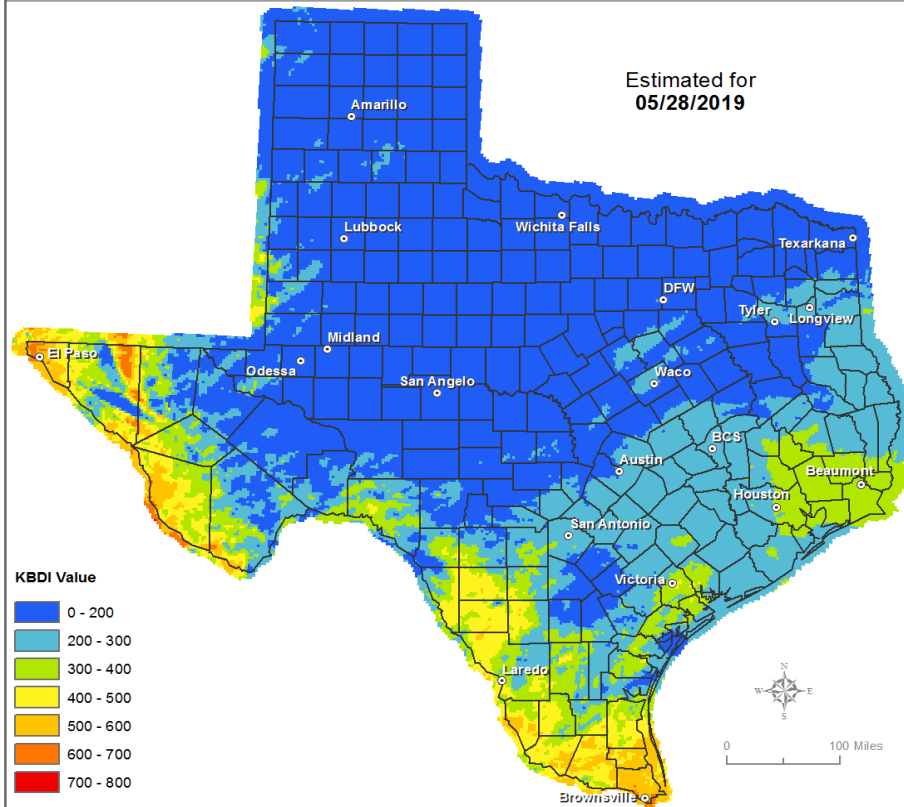 Estimated for
05/28/2019
Amarillo
Lubbock
Wichita Falls
Texarkana
DFW
Tyler
Longview
El Paso
Midland
Odessa
San Angelo
Waco
BCS
Austin
Beaumont
Houston
San Antonio
Victoria
Laredo
Brownsville
KBDI Value
0 - 200
200 - 300
300 - 400
400 - 500
500 - 600
600 - 700
700 - 800
N
W E
S
0 100 Miles